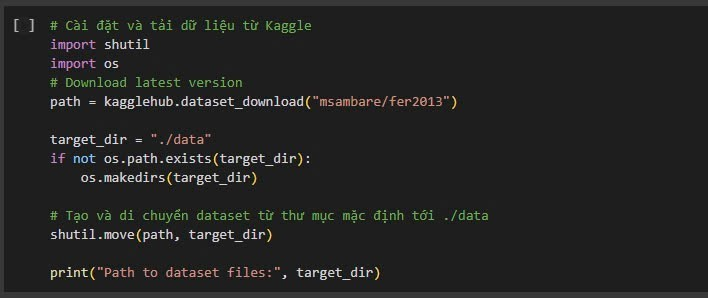 [ ] # Cài đặt và tải dữ liệu từ Kaggle
import shutil
import os
# Download latest version
path = kagglehub.dataset_download("msambare/fer2013")
target_dir = "./data"
if not os.path.exists(target_dir):
    os.makedirs(target_dir)
# Tạo và di chuyển dataset từ thư mục mặc định tới ./data
shutil.move(path, target_dir)
print("Path to dataset files:", target_dir)